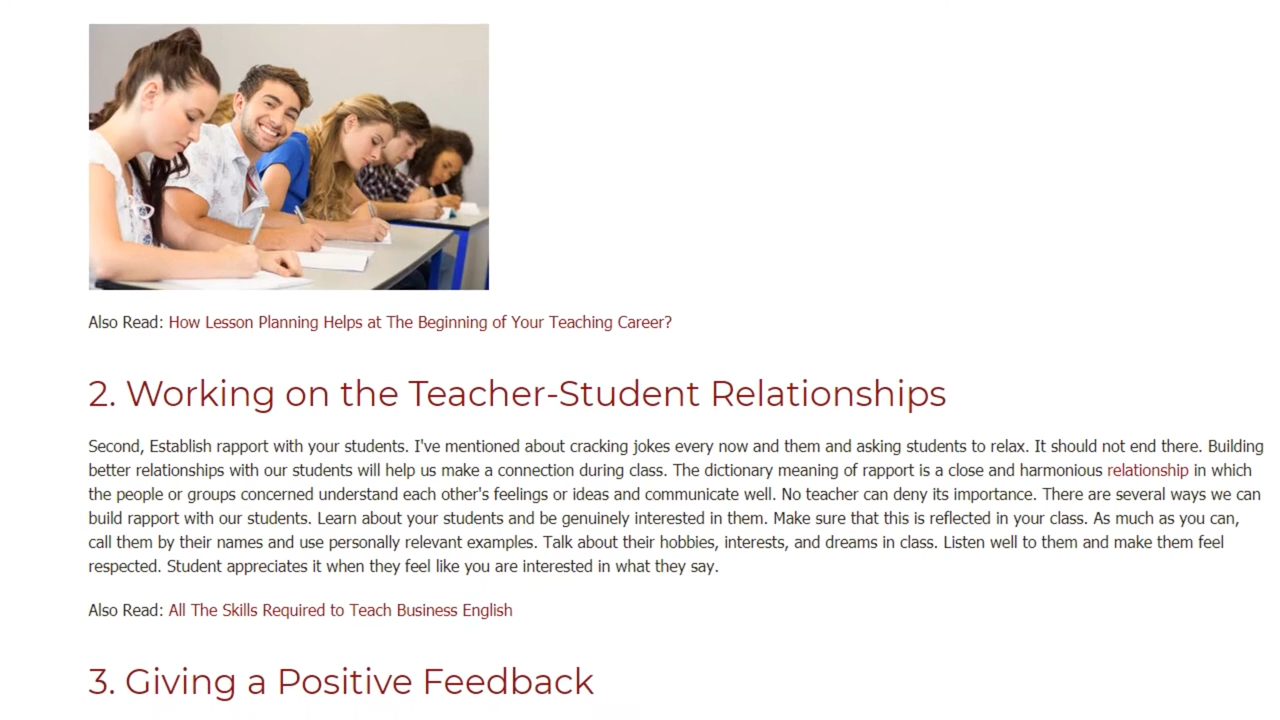 Also Read: How Lesson Planning Helps at The Beginning of Your Teaching Career?
2. Working on the Teacher-Student Relationships
Second, Establish rapport with your students. I've mentioned about cracking jokes every now and them and asking students to relax. It should not end there. Building
better relationships with our students will help us make a connection during class. The dictionary meaning of rapport is a close and harmonious relationship in which
the people or groups concerned understand each other's feelings or ideas and communicate well. No teacher can deny its importance. There are several ways we can
build rapport with our students. Learn about your students and be genuinely interested in them. Make sure that this is reflected in your class. As much as you can,
call them by their names and use personally relevant examples. Talk about their hobbies, interests, and dreams in class. Listen well to them and make them feel
respected. Student appreciates it when they feel like you are interested in what they say.
Also Read: All The Skills Required to Teach Business English
3. Giving a Positive Feedback